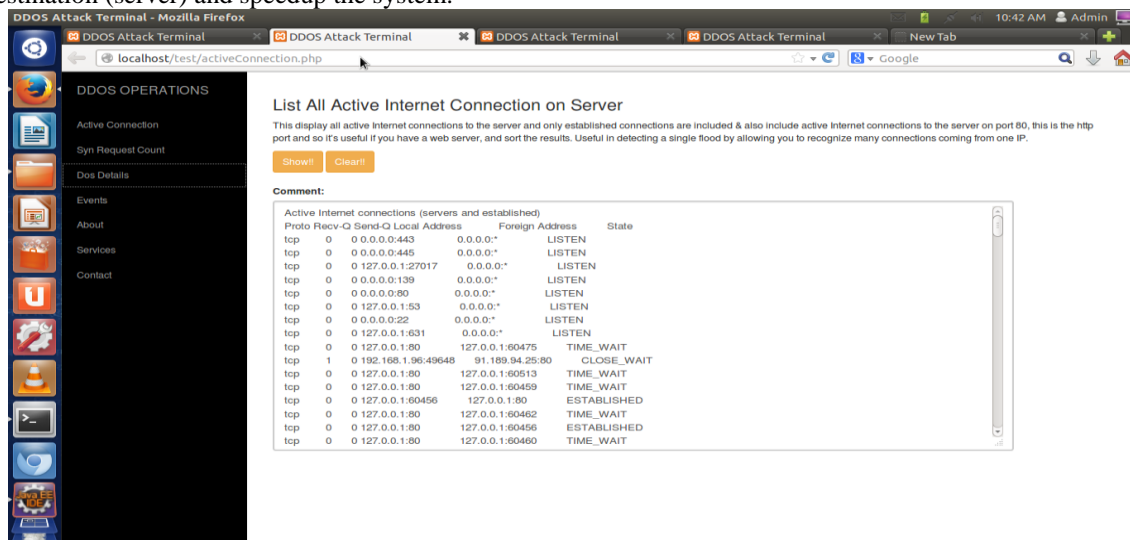 estination (server) and speedup the system.
DDOS Attack Terminal - Mozilla Firefox
10:42 AM Admin
DDOS Attack Terminal DDOS Attack Terminal DDOS Attack Terminal DDOS Attack Terminal New Tab
localhost/test/activeConnection.php
Google
DDOS OPERATIONS
Active Connection
Syn Request Count
Dos Details
Events
About
Services
Contact
List All Active Internet Connection on Server
This display all active Internet connections to the server and only established connections are included & also include active Internet connections to the server on port 80, this is the http
port and so it's useful if you have a web server, and sort the results. Useful in detecting a single flood by allowing you to recognize many connections coming from one IP.
Show!! Clear!!
Comment:
Active Internet connections (servers and established)
Proto Recv-Q Send-Q Local Address Foreign Address State
tcp 0 0 0.0.0.0:443 0.0.0.0:* LISTEN
tcp 0 0 0.0.0.0:445 0.0.0.0:* LISTEN
tcp 0 0 127.0.0.1:27017 0.0.0.0:* LISTEN
tcp 0 0 0.0.0.0:139 0.0.0.0:* LISTEN
tcp 0 0 0.0.0.0:80 0.0.0.0:* LISTEN
tcp 0 0 127.0.0.1:53 0.0.0.0:* LISTEN
tcp 0 0 0.0.0.0:22 0.0.0.0:* LISTEN
tcp 0 0 127.0.0.1:631 0.0.0.0:* LISTEN
tcp 0 0 127.0.0.1:80 127.0.0.1:60475 TIME_WAIT
tcp 1 0 192.168.1.96:49648 91.189.94.25:80 CLOSE_WAIT
tcp 0 0 127.0.0.1:80 127.0.0.1:60513 TIME_WAIT
tcp 0 0 127.0.0.1:80 127.0.0.1:60459 TIME_WAIT
tcp 0 0 127.0.0.1:60456 127.0.0.1:80 ESTABLISHED
tcp 0 0 127.0.0.1:80 127.0.0.1:60462 TIME_WAIT
tcp 0 0 127.0.0.1:80 127.0.0.1:60456 ESTABLISHED
tcp 0 0 127.0.0.1:80 127.0.0.1:60460 TIME_WAIT
Java EE
IDE